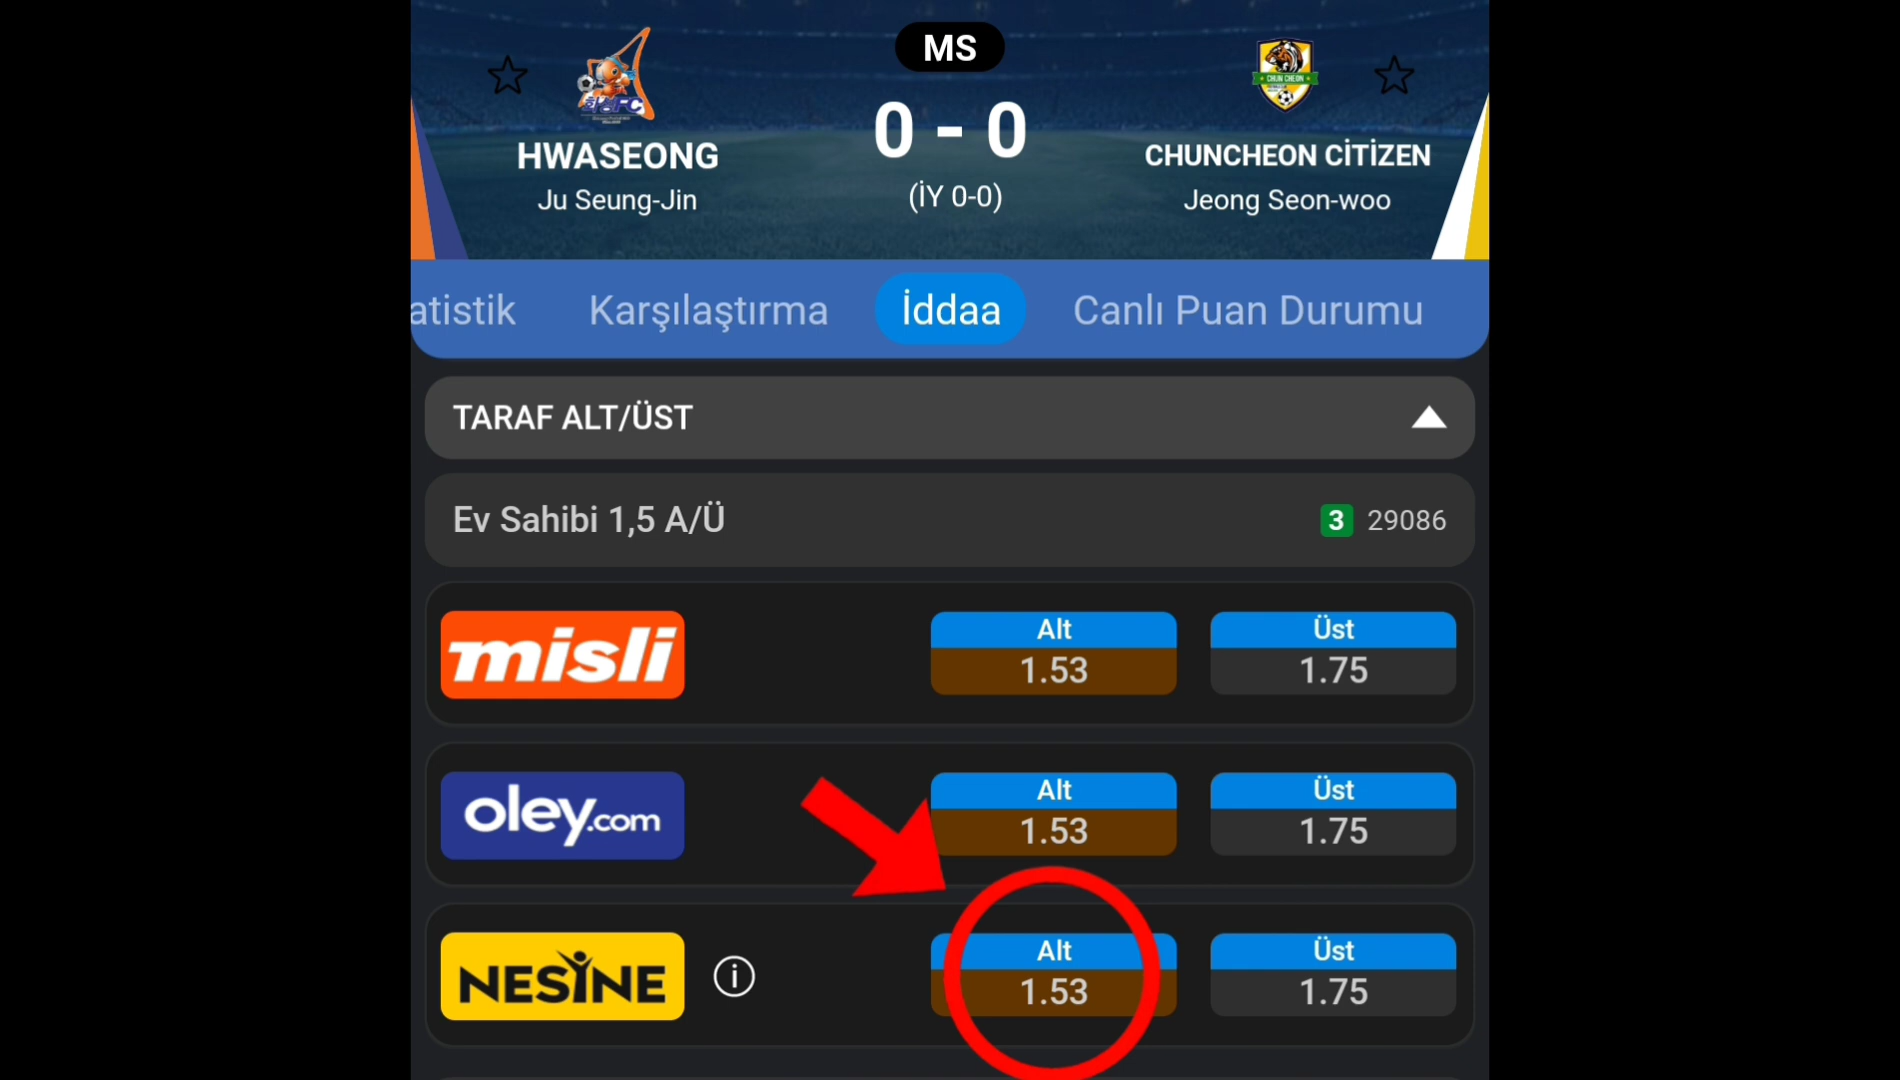 MS
0 - 0
(İY 0-0)
HWASEONG
Ju Seung-Jin
CHUN CHEON
CHUNCHEON CİTİZEN
Jeong Seon-woo
atistik Karşılaştırma İddaa Canlı Puan Durumu
TARAF ALT/ÜST
Ev Sahibi 1,5 A/Ü 3 29086
misli Alt 1.53 Üst 1.75
oley.com Alt 1.53 Üst 1.75
NESİNE Alt 1.53 Üst 1.75